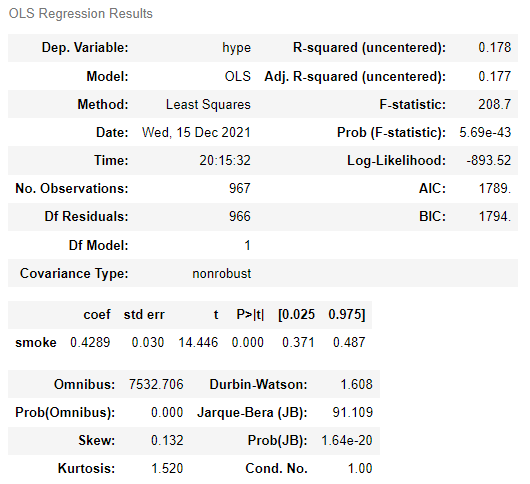 OLS Regression Results
Dep. Variable: hype R-squared (uncentered): 0.178
Model: OLS Adj. R-squared (uncentered): 0.177
Method: Least Squares F-statistic: 208.7
Date: Wed, 15 Dec 2021 Prob (F-statistic): 5.69e-43
Time: 20:15:32 Log-Likelihood: -893.52
No. Observations: 967 AIC: 1789.
Df Residuals: 966 BIC: 1794.
Df Model: 1
Covariance Type: nonrobust
coef std err t P>|t| [0.025 0.975]
smoke 0.4289 0.030 14.446 0.000 0.371 0.487
Omnibus: 7532.706 Durbin-Watson: 1.608
Prob(Omnibus): 0.000 Jarque-Bera (JB): 91.109
Skew: 0.132 Prob(JB): 1.64e-20
Kurtosis: 1.520 Cond. No. 1.00